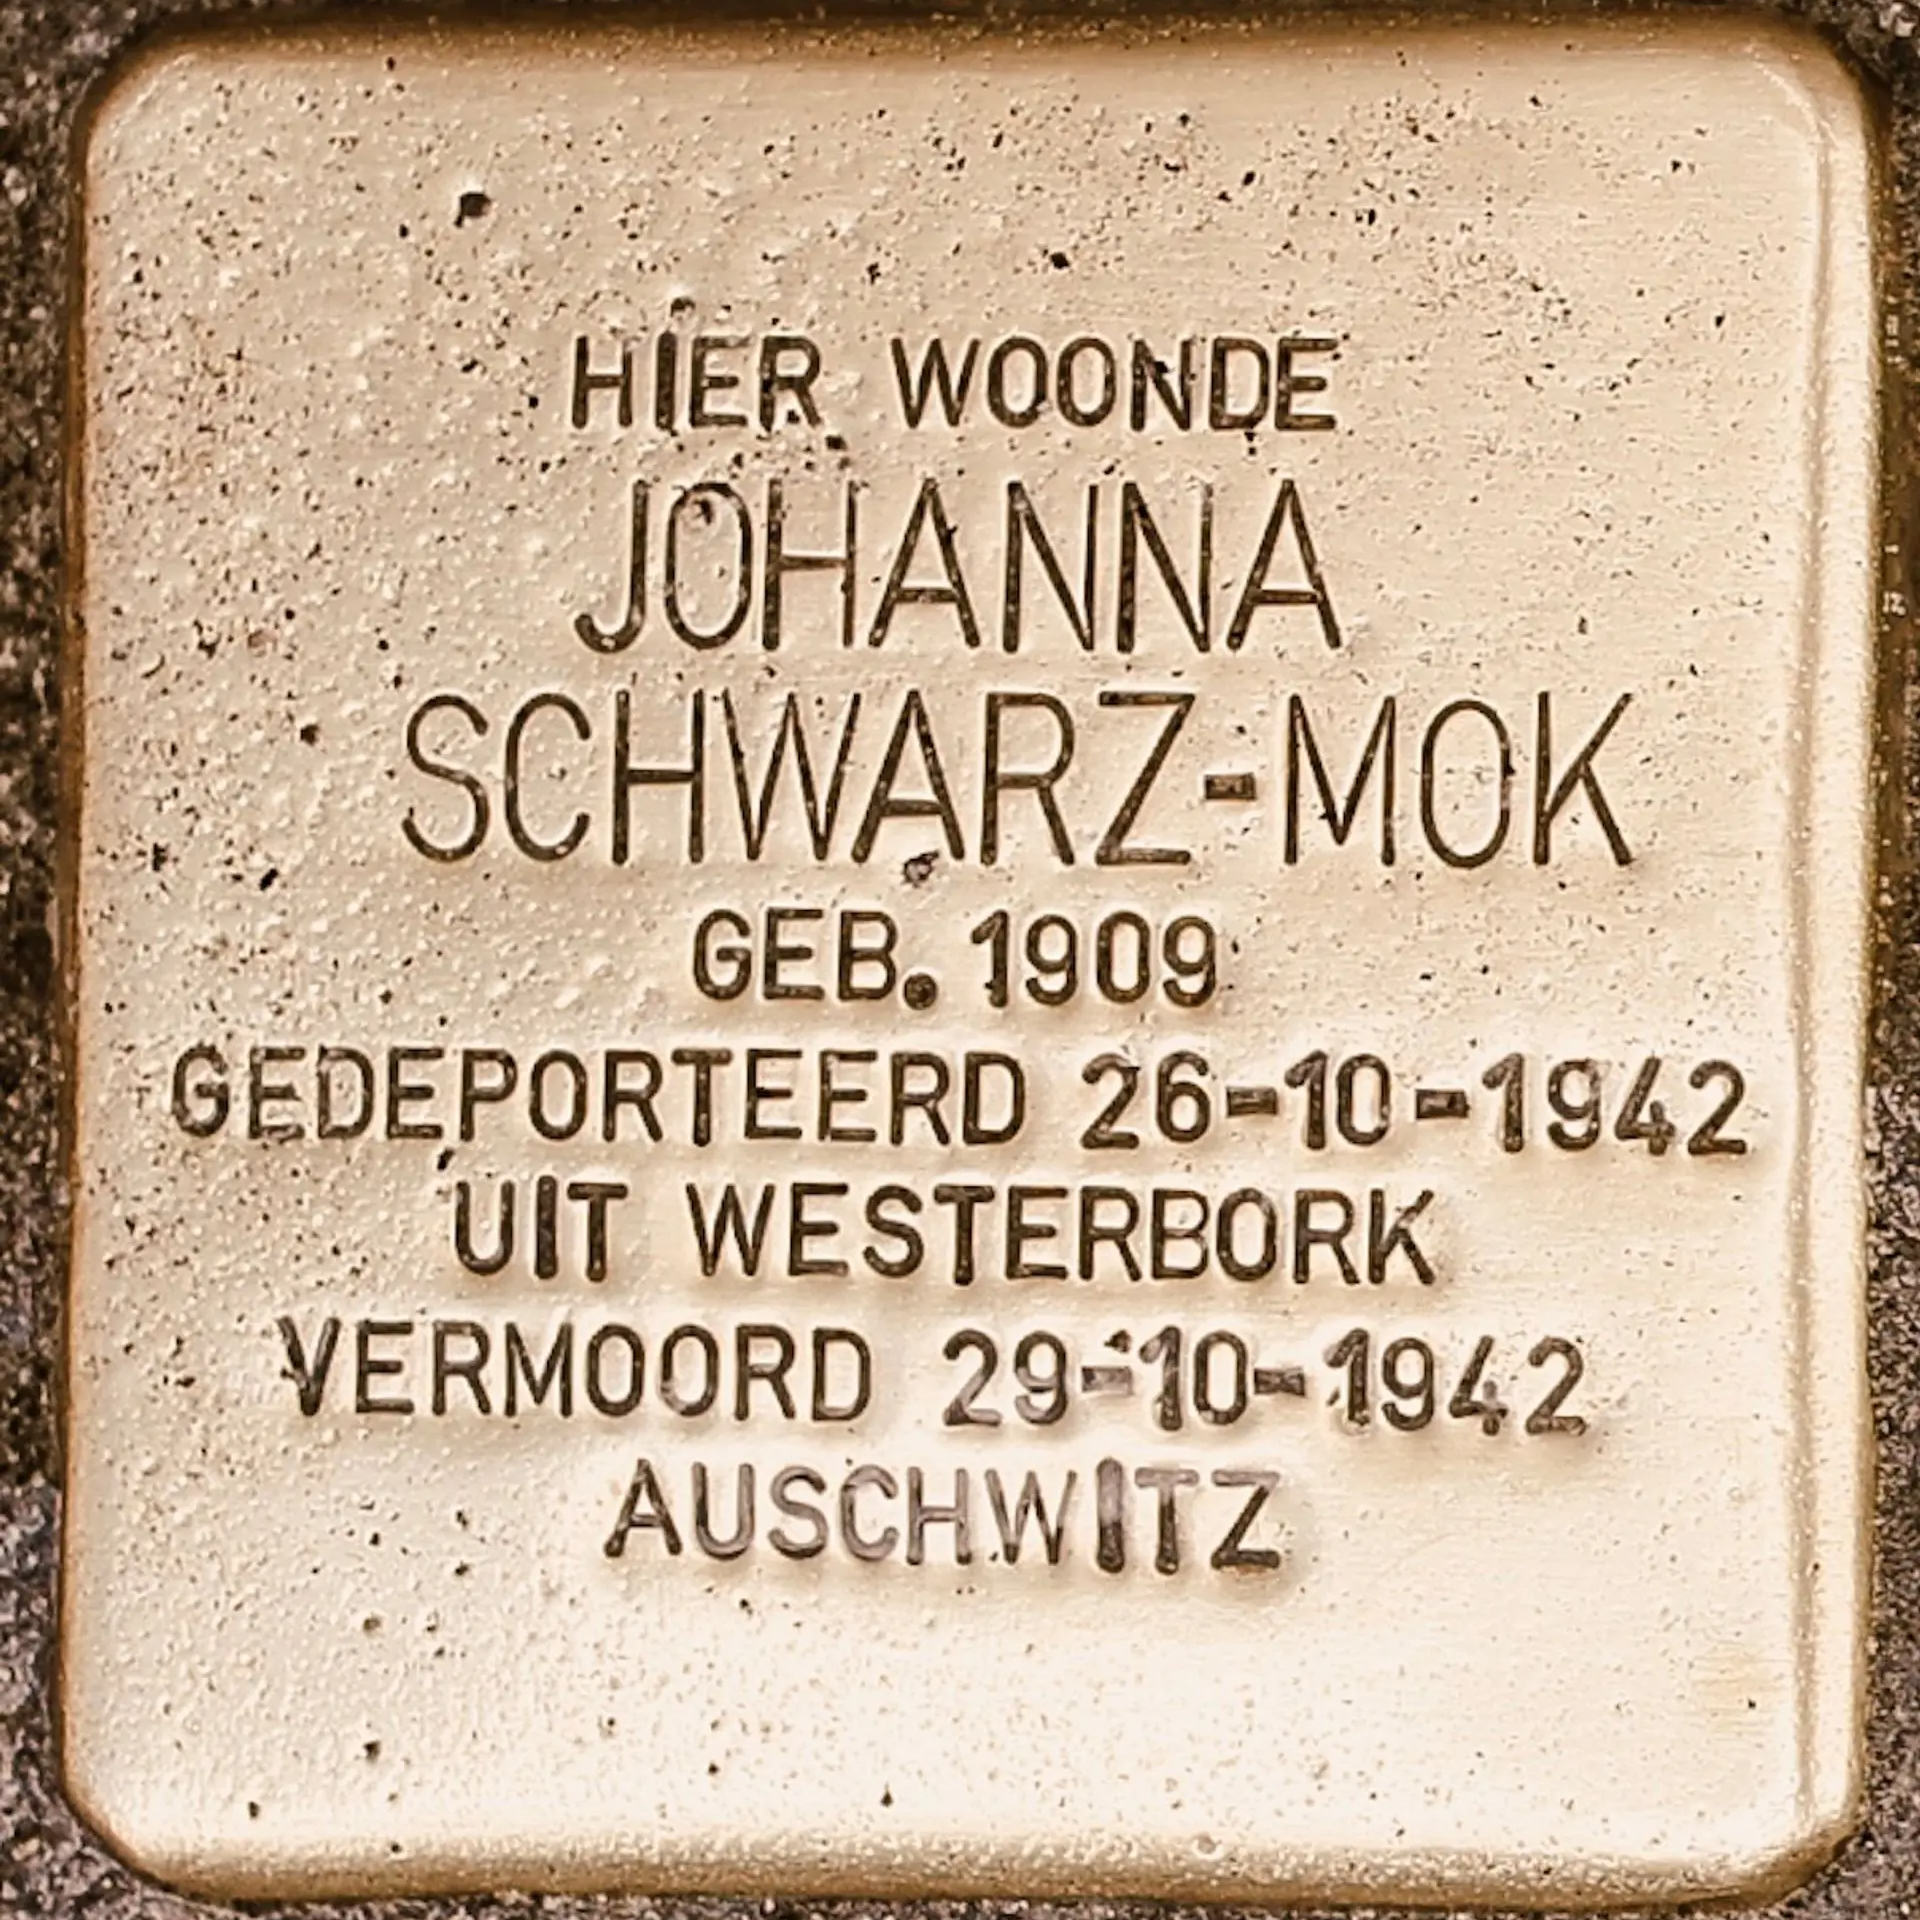 HIER WOONDE
JOHANNA
SCHWARZ-MOK
GEB. 1909
GEDEPORTEERD 26-10-1942
UIT WESTERBORK
VERMOORD 29-10-1942
AUSCHWITZ